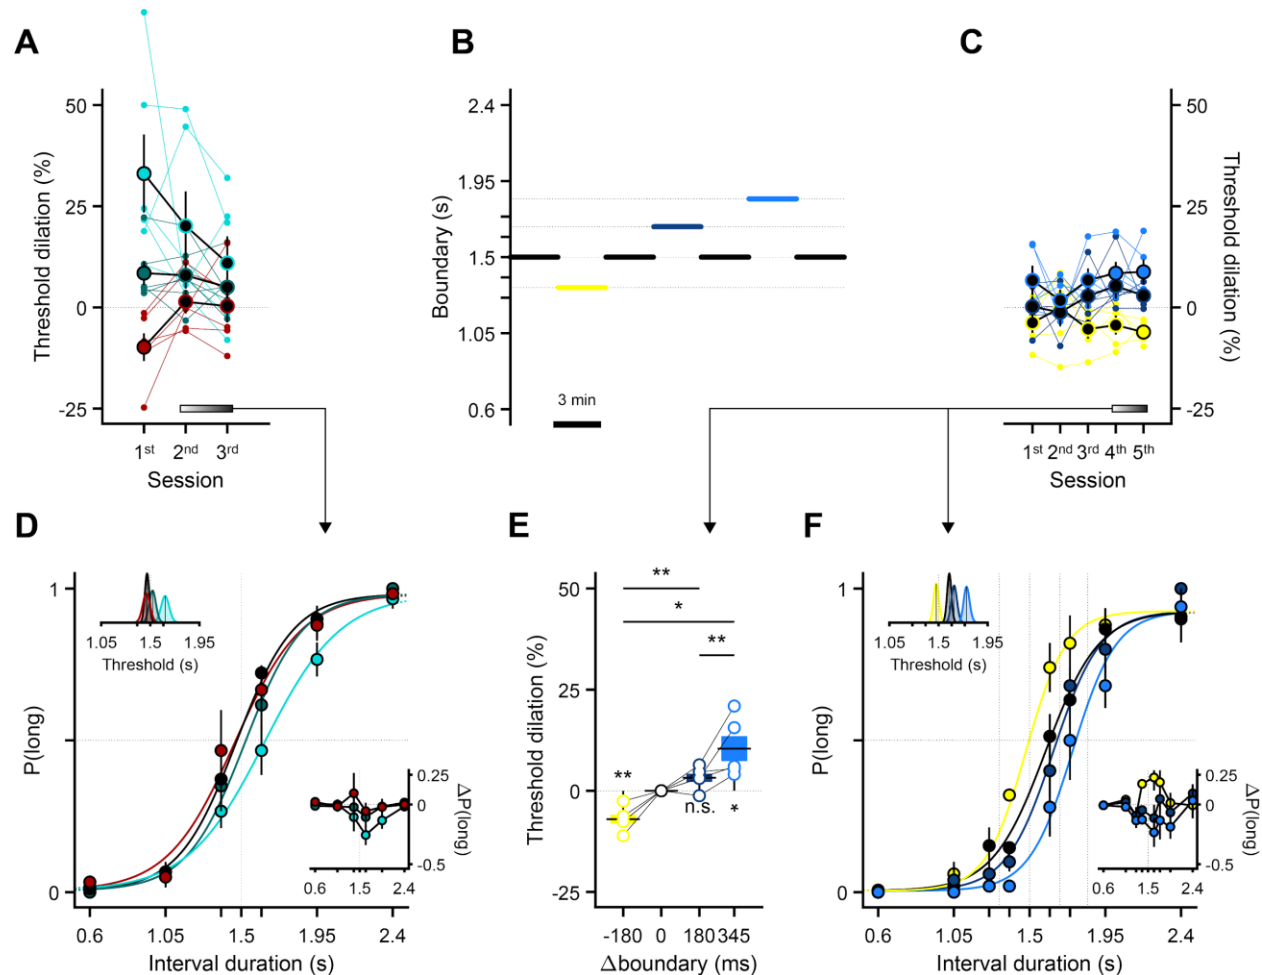 A
B
C
50
25
0
-25
Threshold dilation (%)
1st 2nd 3rd
Session
2.4
1.95
1.5
1.05
0.6
Boundary (s)
3 min
50
25
0
-25
Threshold dilation (%)
1st 2nd 3rd 4th 5th
Session
D
E
F
1
0
P(long)
1.05 1.5 1.95
Threshold (s)
0.25
0
-0.5
ΔP(long)
0.6 1.5 2.4
0.6 1.05 1.5 1.95 2.4
Interval duration (s)
50
25
0
-25
Threshold dilation (%)
**
*
**
**
n.s.
*
-180 0 180 345
Δboundary (ms)
1
0
P(long)
1.05 1.5 1.95
Threshold (s)
0.25
0
-0.5
ΔP(long)
0.6 1.5 2.4
0.6 1.05 1.5 1.95 2.4
Interval duration (s)